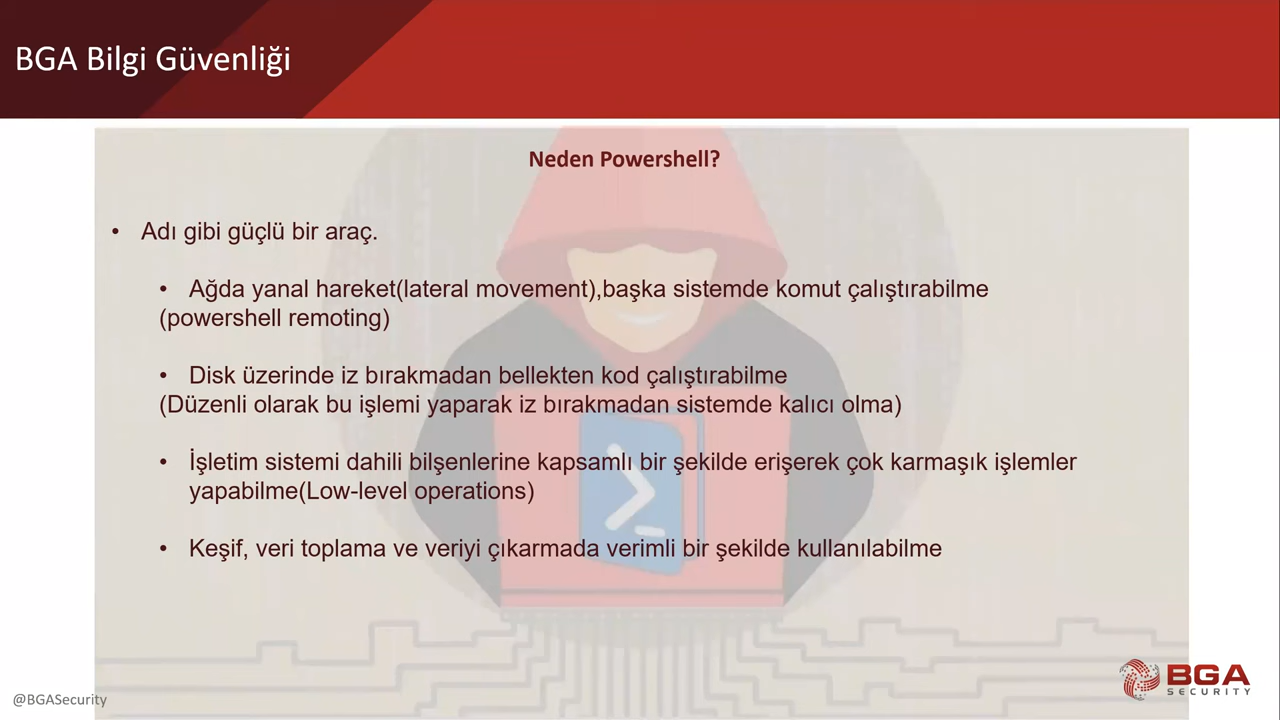 BGA Bilgi Güvenliği
Neden Powershell?
• Adı gibi güçlü bir araç.
• Ağda yanal hareket(lateral movement),başka sistemde komut çalıştırabilme
(powershell remoting)
• Disk üzerinde iz bırakmadan bellekten kod çalıştırabilme
(Düzenli olarak bu işlemi yaparak iz bırakmadan sistemde kalıcı olma)
• İşletim sistemi dahili bilşenlerine kapsamlı bir şekilde erişerek çok karmaşık işlemler
yapabilme(Low-level operations)
• Keşif, veri toplama ve veriyi çıkarmada verimli bir şekilde kullanılabilme
@BGASecurity
BGA
SECURITY